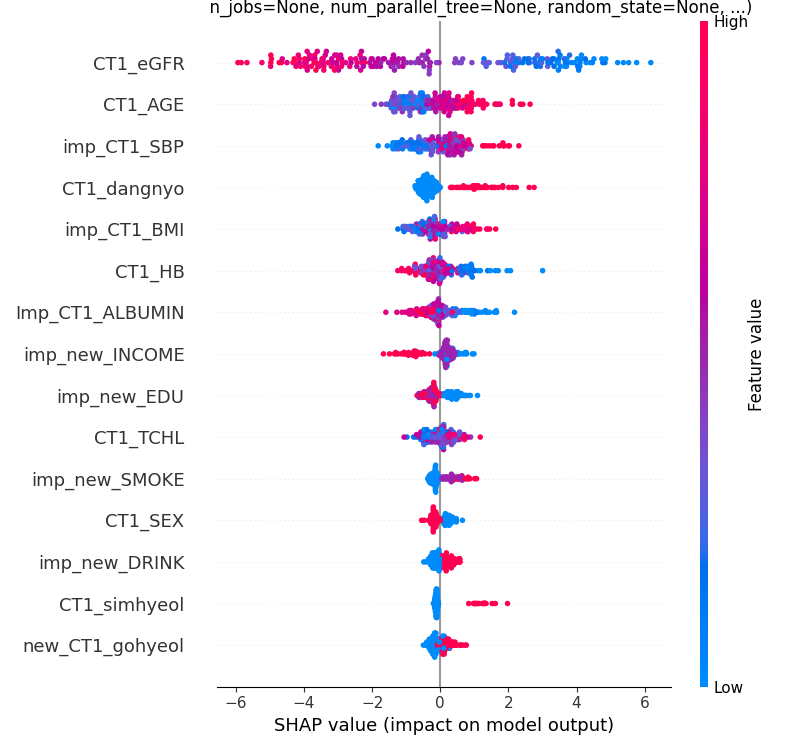 n_jobs=None, num_parallel_tree=None, random_state=None, ...)
High
CT1_eGFR
CT1_AGE
imp_CT1_SBP
CT1_dangnyo
imp_CT1_BMI
CT1_HB
Imp_CT1_ALBUMIN
imp_new_INCOME
imp_new_EDU
CT1_TCHL
imp_new_SMOKE
CT1_SEX
imp_new_DRINK
CT1_simhyeol
new_CT1_gohyeol
Feature value
Low
−6 −4 −2 0 2 4 6
SHAP value (impact on model output)